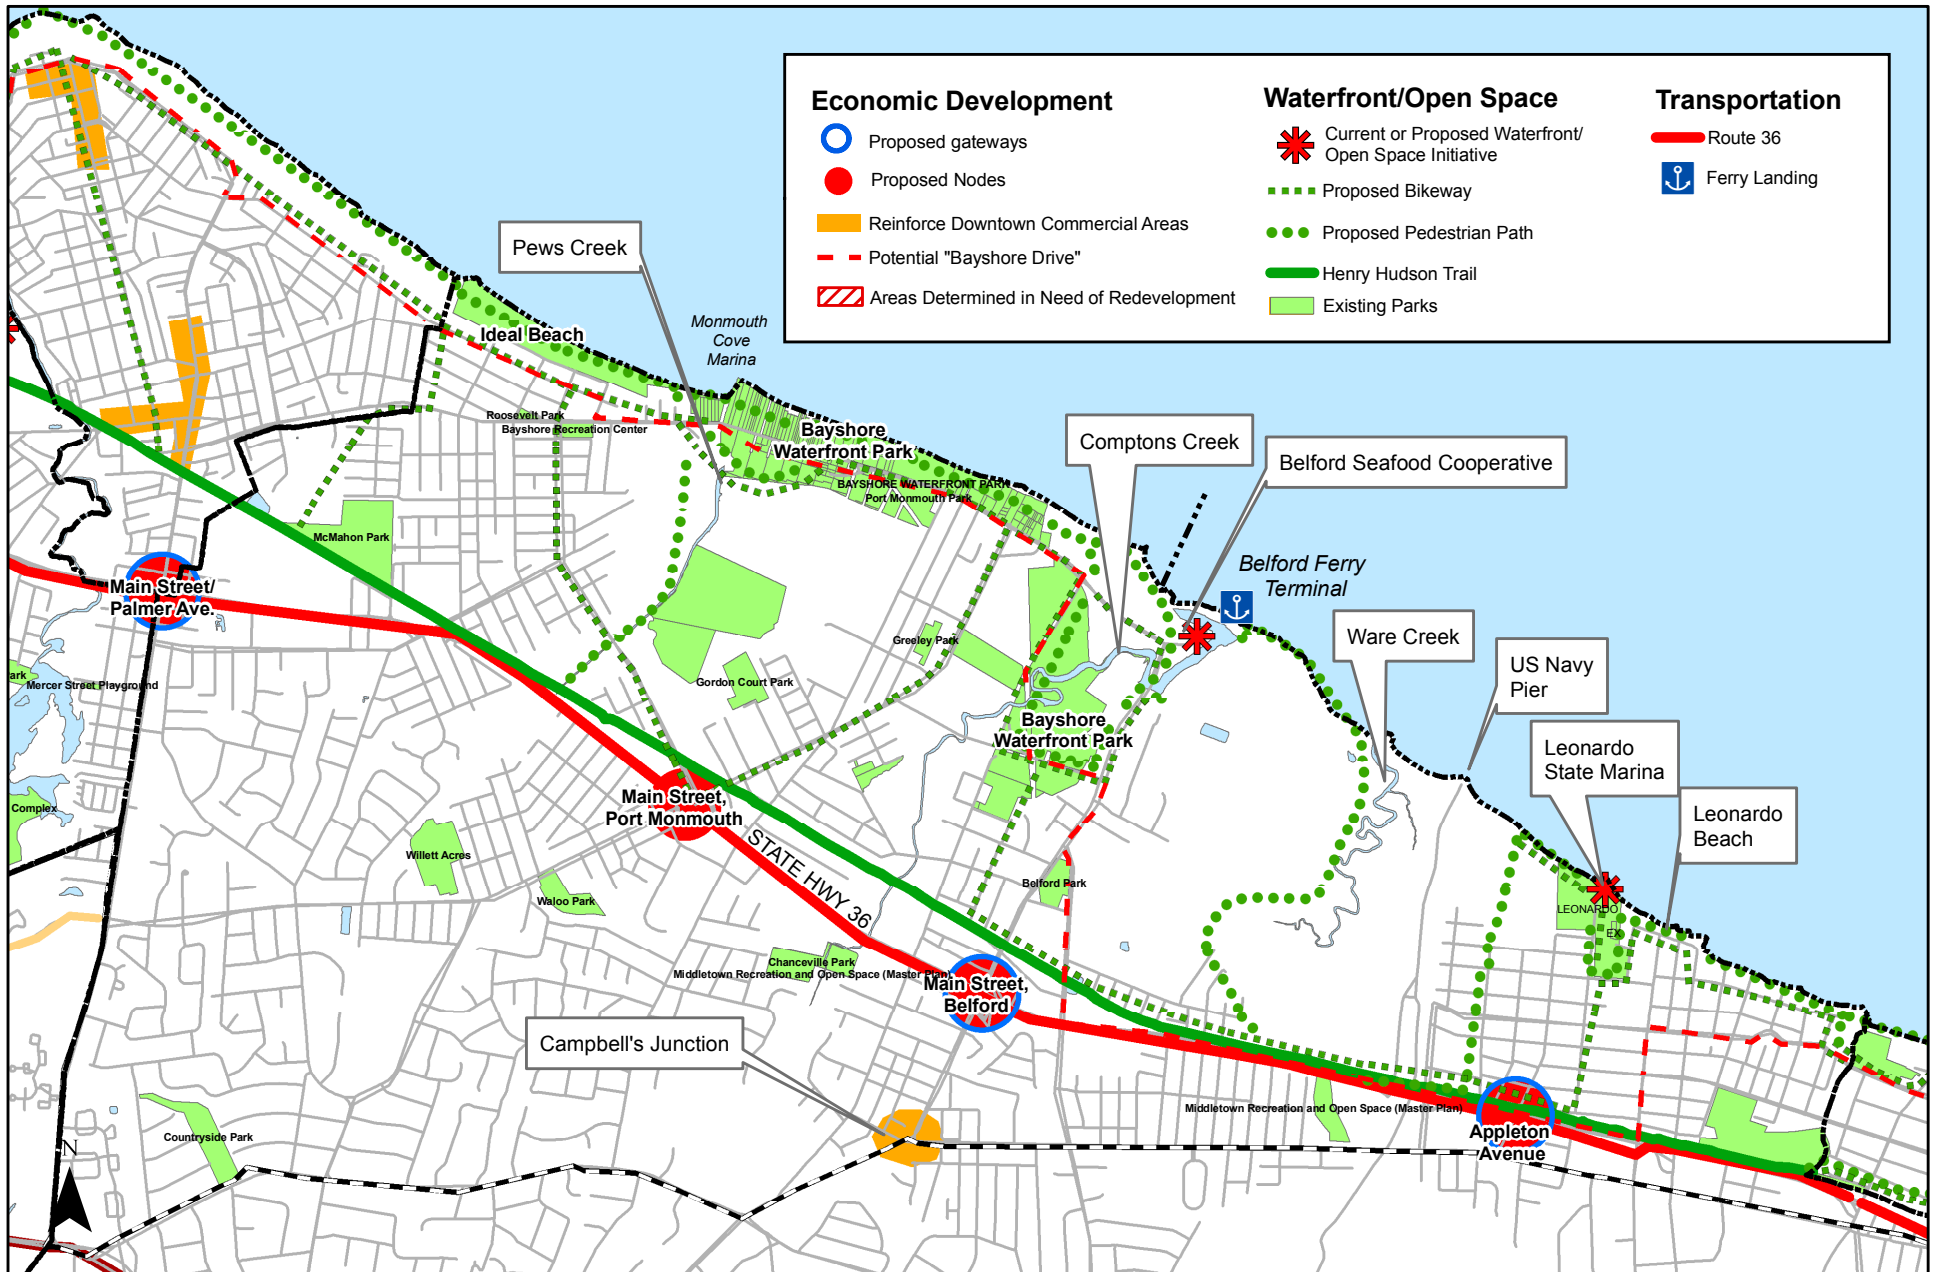 Economic Development
Proposed gateways
Proposed Nodes
Reinforce Downtown Commercial Areas
Potential "Bayshore Drive"
Areas Determined in Need of Redevelopment
Waterfront/Open Space
Current or Proposed Waterfront/
Open Space Initiative
Proposed Bikeway
Proposed Pedestrian Path
Henry Hudson Trail
Existing Parks
Transportation
Route 36
Ferry Landing
Pews Creek
Monmouth
Cove
Marina
Ideal Beach
Roosevelt Park
Bayshore Recreation Center
Bayshore
Waterfront Park
BAYSHORE WATERFRONT PARK
Port Monmouth Park
Comptons Creek
Belford Seafood Cooperative
McMahon Park
Belford Ferry
Terminal
Main Street/
Palmer Ave.
Greeley Park
Ware Creek
US Navy
Pier
ark
Mercer Street Playground
Gordon Court Park
Bayshore
Waterfront Park
Leonardo
State Marina
Complex
Main Street,
Port Monmouth
Leonardo
Beach
STATE HWY 36
Willett Acres
Waloo Park
Belford Park
LEONARDO
EX
Chanceville Park
Middletown Recreation and Open Space (Master Plan)
Main Street,
Belford
Campbell's Junction
Middletown Recreation and Open Space (Master Plan)
Appleton
Avenue
Countryside Park
N